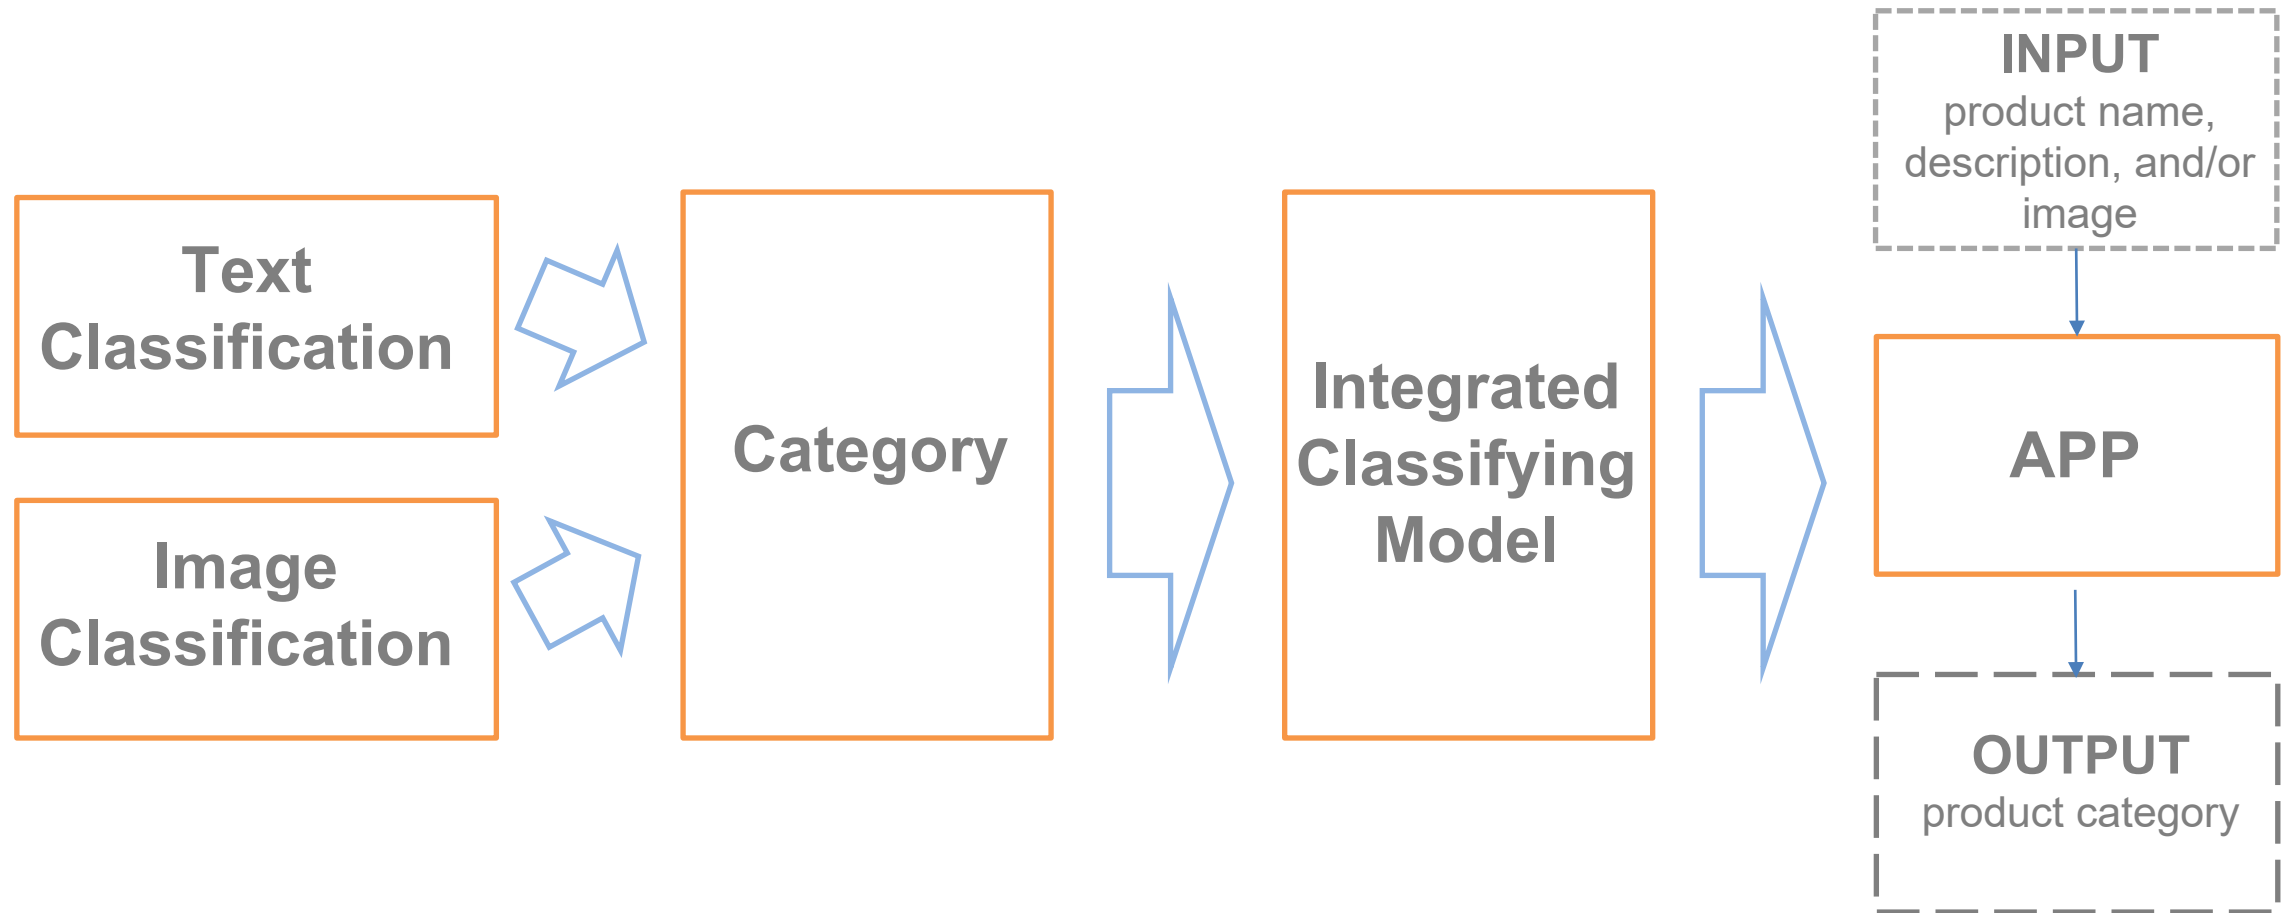 Text
Classification
Image
Classification
Category
Integrated
Classifying
Model
INPUT
product name,
description, and/or
image
APP
OUTPUT
product category